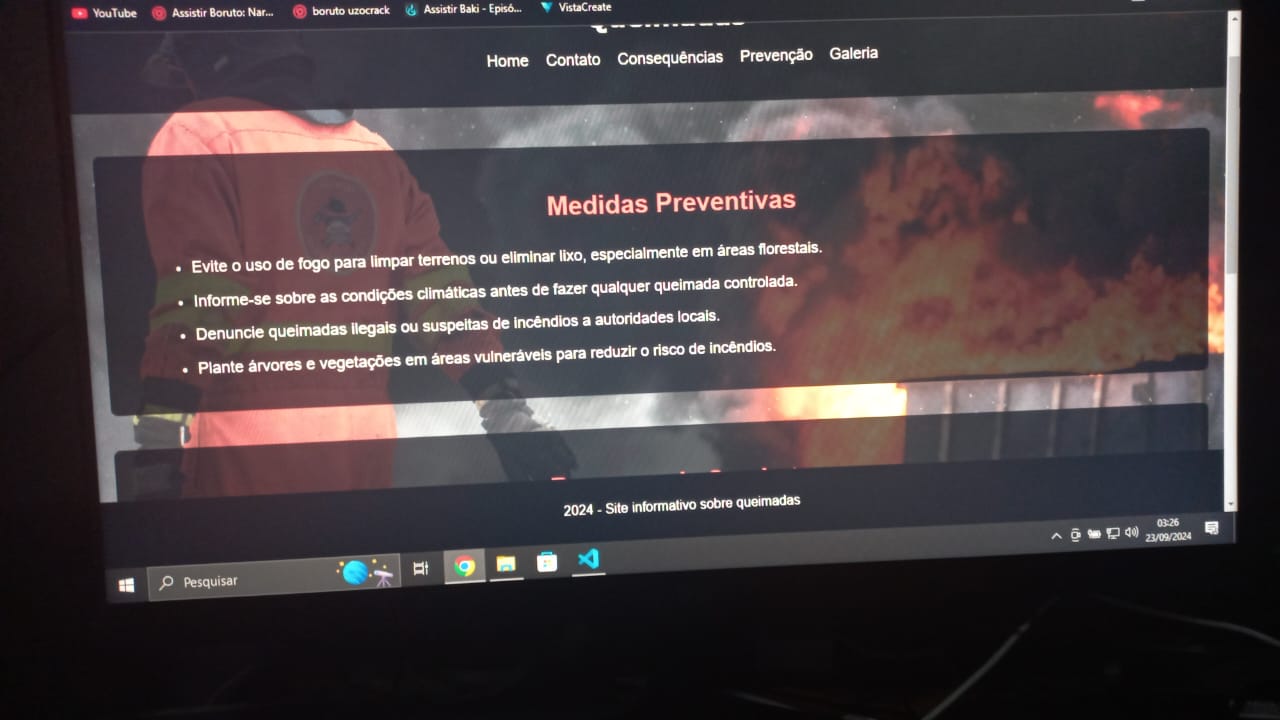 YouTube Assistir Boruto: Nar... boruto uzocrack Assistir Baki - Episó... VistaCreate
Queimadas
Home Contato Consequências Prevenção Galeria
Medidas Preventivas
• Evite o uso de fogo para limpar terrenos ou eliminar lixo, especialmente em áreas florestais.
• Informe-se sobre as condições climáticas antes de fazer qualquer queimada controlada.
• Denuncie queimadas ilegais ou suspeitas de incêndios a autoridades locais.
• Plante árvores e vegetações em áreas vulneráveis para reduzir o risco de incêndios.
2024 - Site informativo sobre queimadas
Pesquisar
03:26
23/09/2024